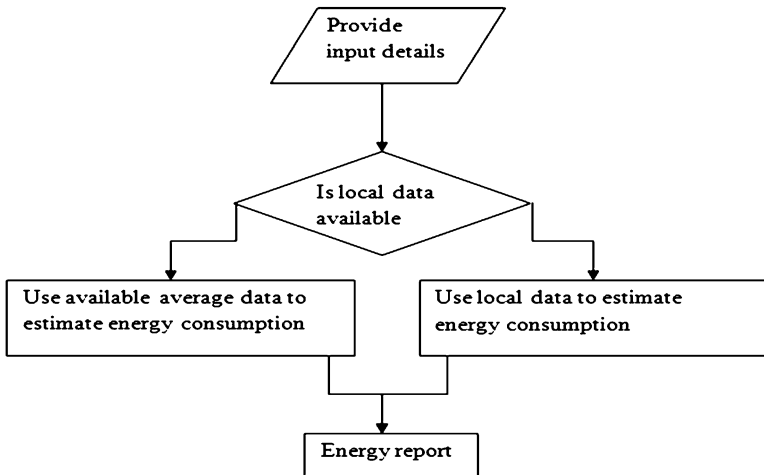 Provide
input details
Is local data
available
Use available average data to
estimate energy consumption
Use local data to estimate
energy consumption
Energy report